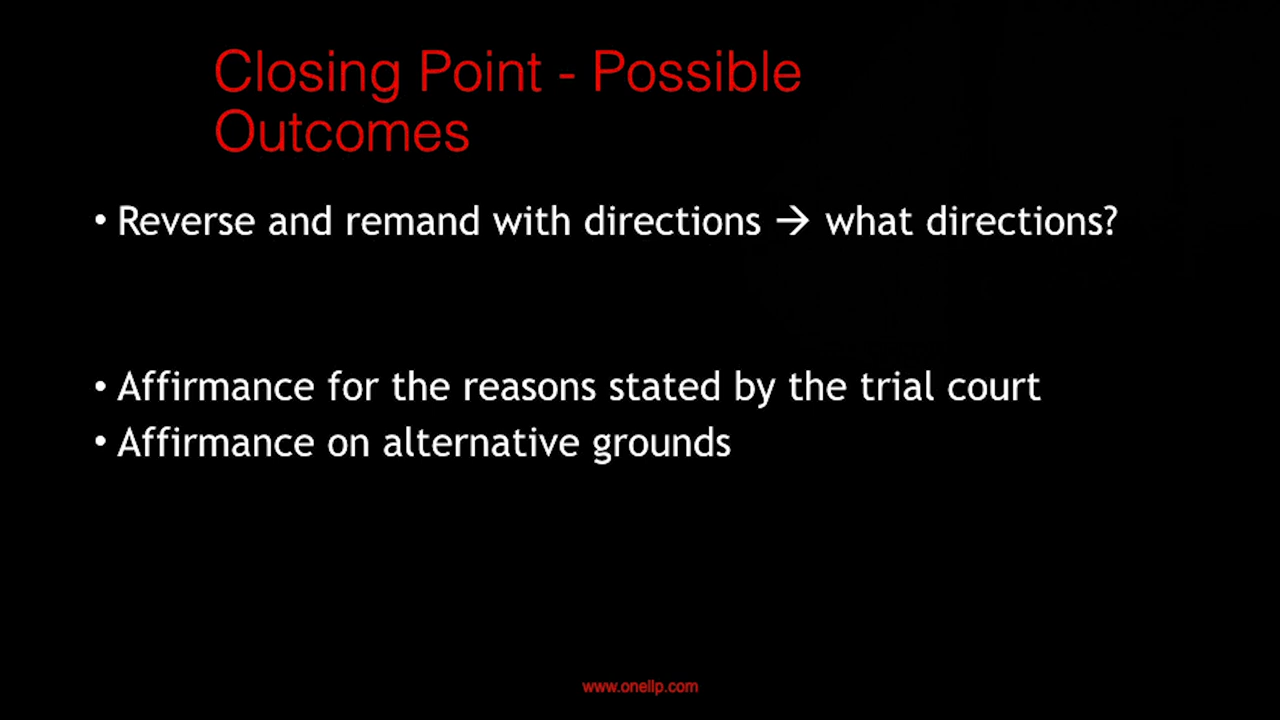 Closing Point - Possible
Outcomes
• Reverse and remand with directions → what directions?
• Affirmance for the reasons stated by the trial court
• Affirmance on alternative grounds
www.onellp.com